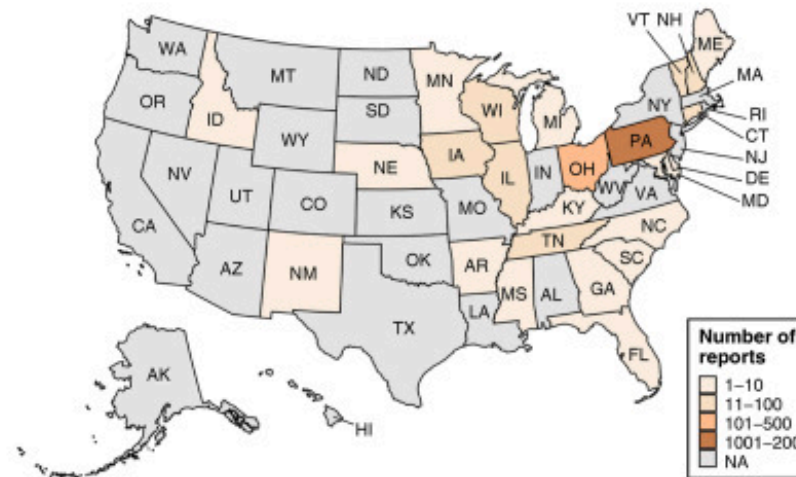 VT NH
ME
WA
MT
ND
MN
OR
ID
SD
WI
MI
NY
MA
RI
CT
WY
IA
PA
NJ
NE
IL
IN
OH
DE
NV
UT
CO
WV
VA
MD
CA
KS
MO
KY
NC
TN
AZ
NM
OK
AR
SC
MS
AL
GA
TX
LA
FL
AK
HI
Number of
reports
1–10
11–100
101–500
1001–200
NA